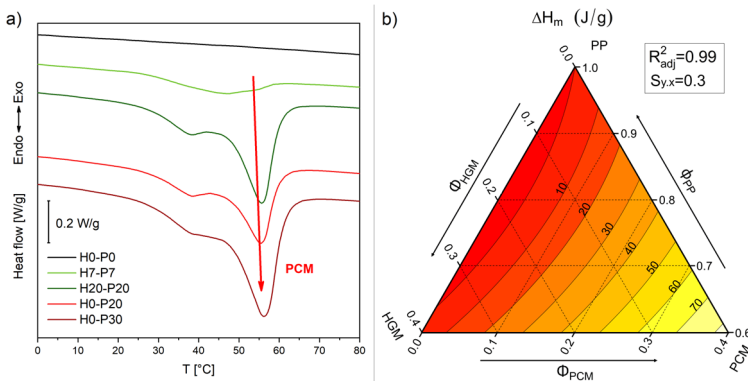 a)
Endo ⟷ Exo
Heat flow [W/g]
0.2 W/g
H0-P0
H7-P7
H20-P20
H0-P20
H0-P30
PCM
0 10 20 30 40 50 60 70 80
T [°C]
b)
ΔHm (J/g)
PP
R²adj=0.99
Sy.x=0.3
0.0
1.0
0.1
0.9
ΦHGM
ΦPP
0.2
0.8
10
20
30
0.3
40
0.7
50
60
70
0.4
0.6
HGM
PCM
0.0 0.1 0.2 0.3 0.4
ΦPCM